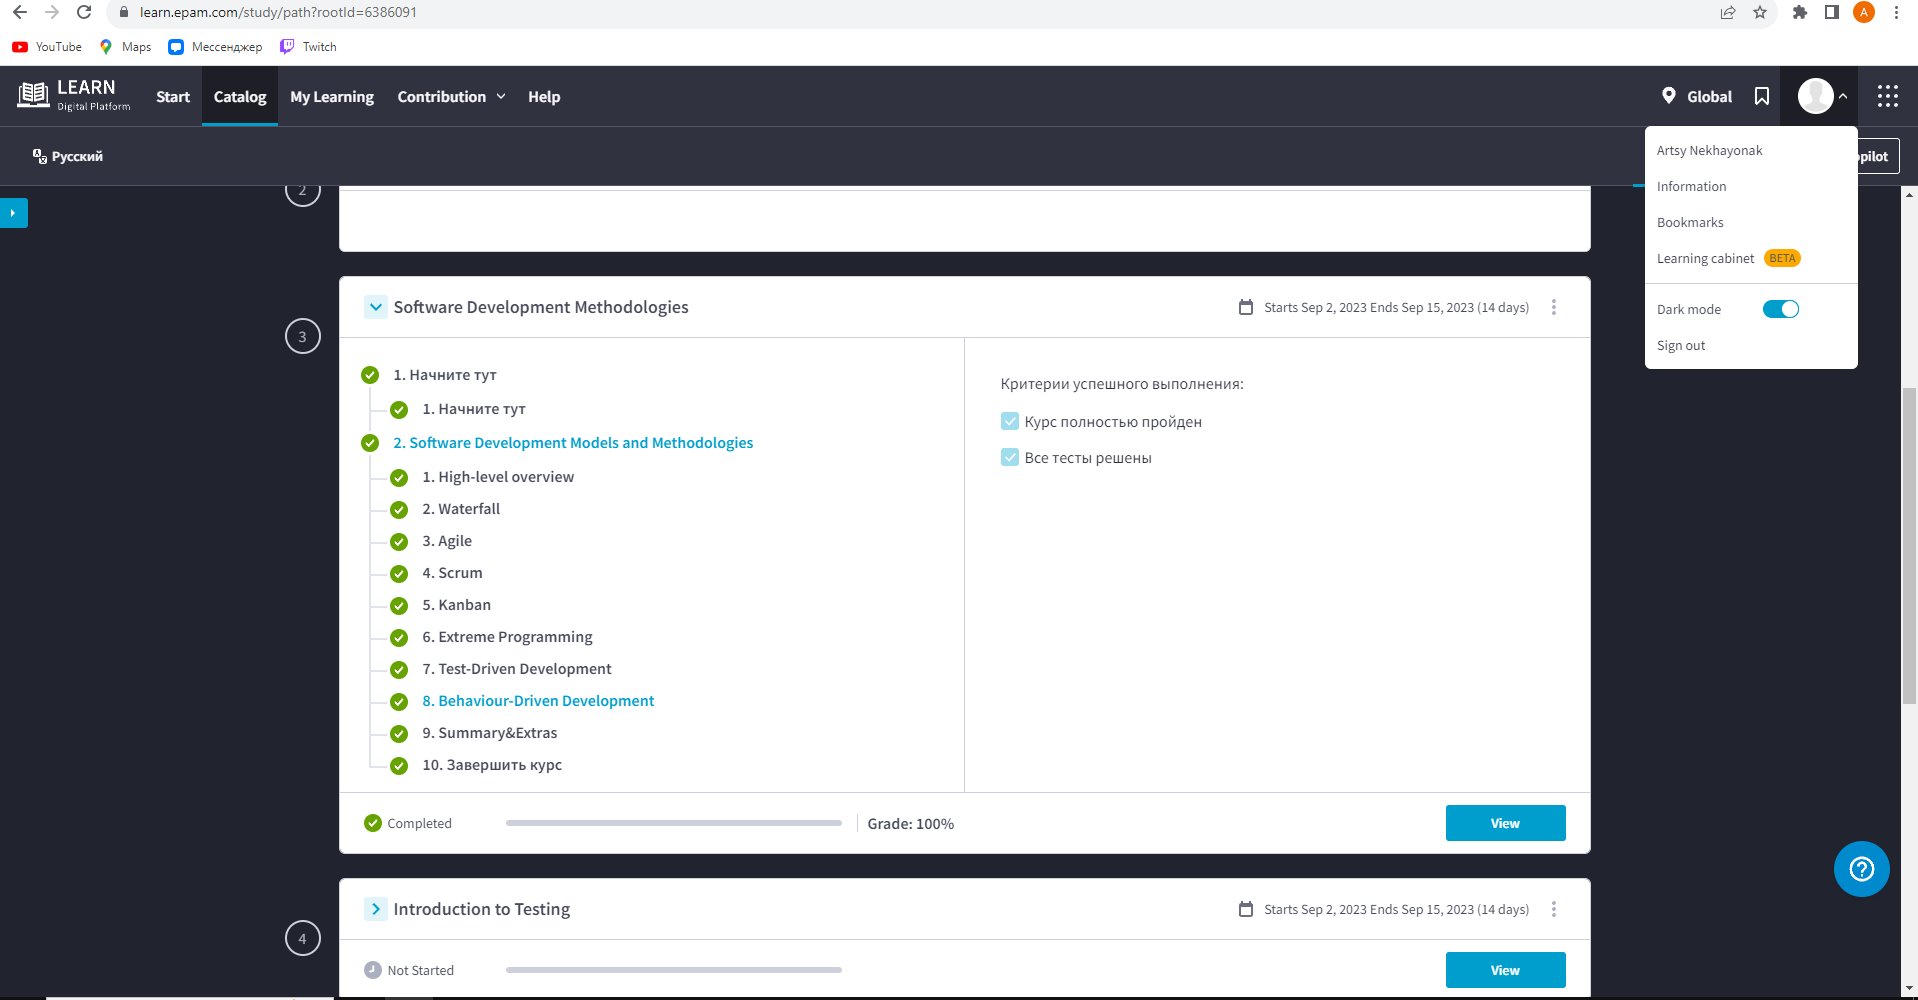 learn.epam.com/study/path?rootId=6386091
A
YouTube Maps Мессенджер Twitch
LEARN
Digital Platform
Start Catalog My Learning Contribution Help
Global
Русский
pilot
Artsy Nekhayonak
Information
Bookmarks
Learning cabinet BETA
Dark mode
Sign out
2
3
Software Development Methodologies
Starts Sep 2, 2023 Ends Sep 15, 2023 (14 days)
1. Начните тут
1. Начните тут
2. Software Development Models and Methodologies
1. High-level overview
2. Waterfall
3. Agile
4. Scrum
5. Kanban
6. Extreme Programming
7. Test-Driven Development
8. Behaviour-Driven Development
9. Summary&Extras
10. Завершить курс
Критерии успешного выполнения:
Курс полностью пройден
Все тесты решены
Completed
Grade: 100%
View
4
Introduction to Testing
Starts Sep 2, 2023 Ends Sep 15, 2023 (14 days)
Not Started
View